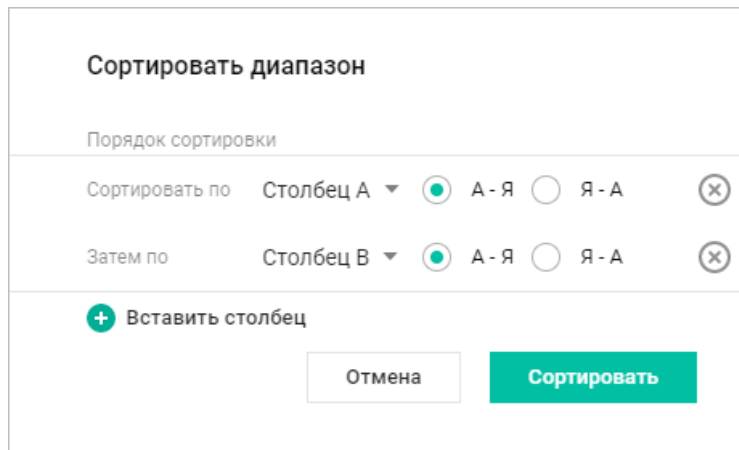 Сортировать диапазон
Порядок сортировки
Сортировать по Столбец A А - Я Я - А
Затем по Столбец B А - Я Я - А
Вставить столбец
Отмена Сортировать